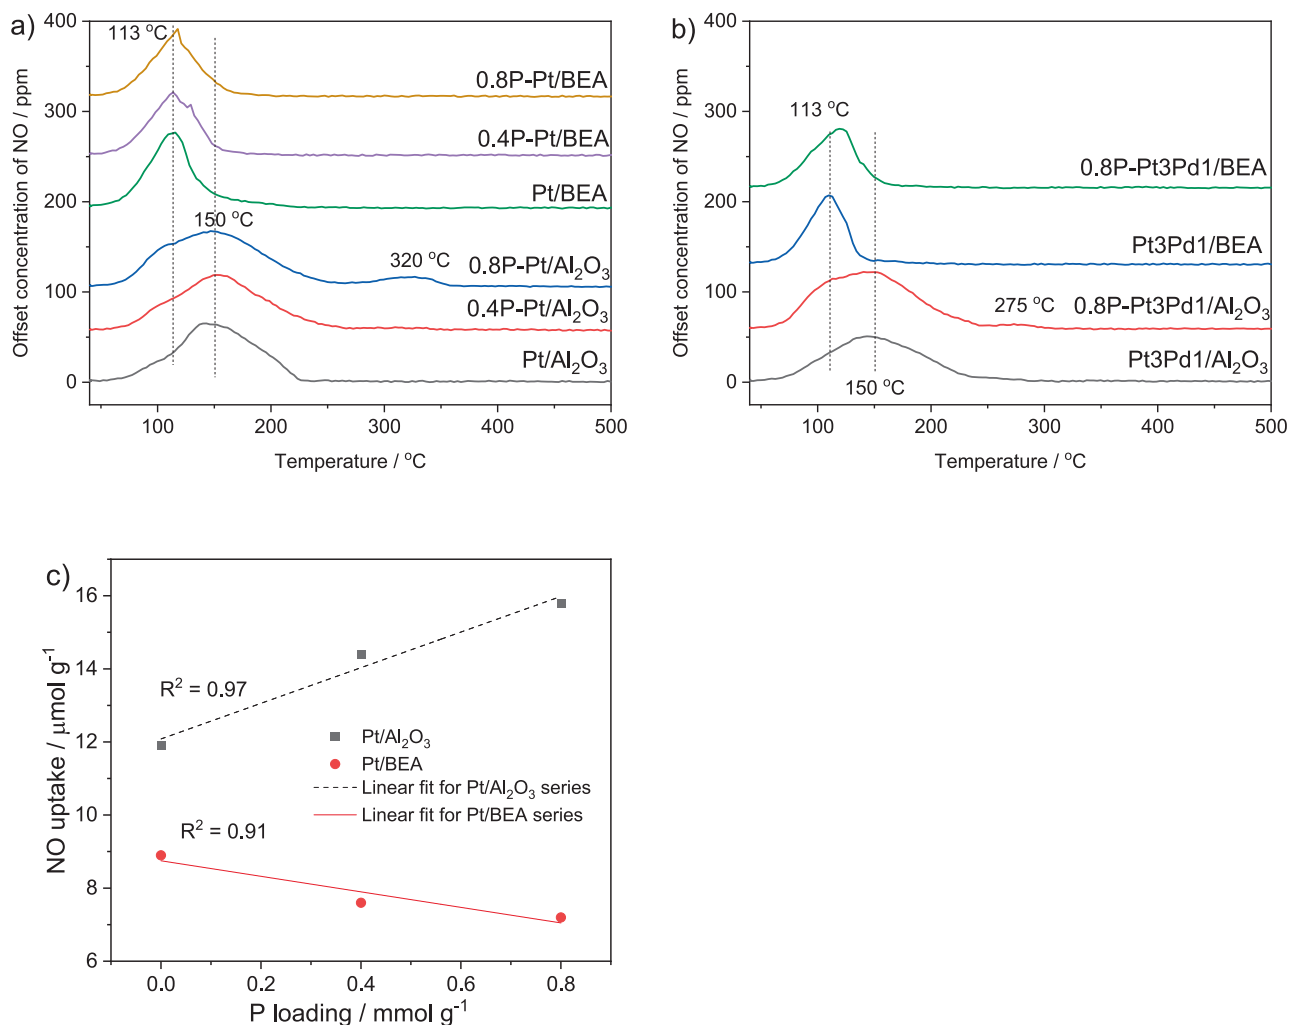 a)
400
300
200
100
0
Offset concentration of NO / ppm
113 °C
0.8P-Pt/BEA
0.4P-Pt/BEA
Pt/BEA
150 °C
320 °C
0.8P-Pt/Al₂O₃
0.4P-Pt/Al₂O₃
Pt/Al₂O₃
100 200 300 400 500
Temperature / °C
b)
400
300
200
100
0
Offset concentration of NO / ppm
113 °C
0.8P-Pt3Pd1/BEA
Pt3Pd1/BEA
275 °C
0.8P-Pt3Pd1/Al₂O₃
Pt3Pd1/Al₂O₃
150 °C
100 200 300 400 500
Temperature / °C
c)
16
14
12
10
8
6
NO uptake / μmol g⁻¹
R² = 0.97
Pt/Al₂O₃
Pt/BEA
Linear fit for Pt/Al₂O₃ series
Linear fit for Pt/BEA series
R² = 0.91
0.0 0.2 0.4 0.6 0.8
P loading / mmol g⁻¹